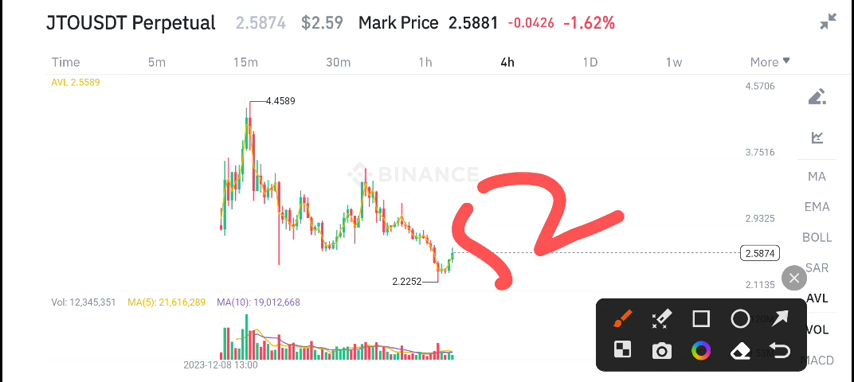 JTOUSDT Perpetual 2.5874 $2.59 Mark Price 2.5881 -0.0426 -1.62%
Time 5m 15m 30m 1h 4h 1D 1w More
AVL 2.5589
4.5706
4.4589
3.7516
BINANCE
MA
EMA
2.9325
BOLL
2.5874
SAR
2.2252
2.1135
AVL
Vol: 12,345,351 MA(5): 21,616,289 MA(10): 19,012,668
VOL
MACD
2023-12-08 13:00